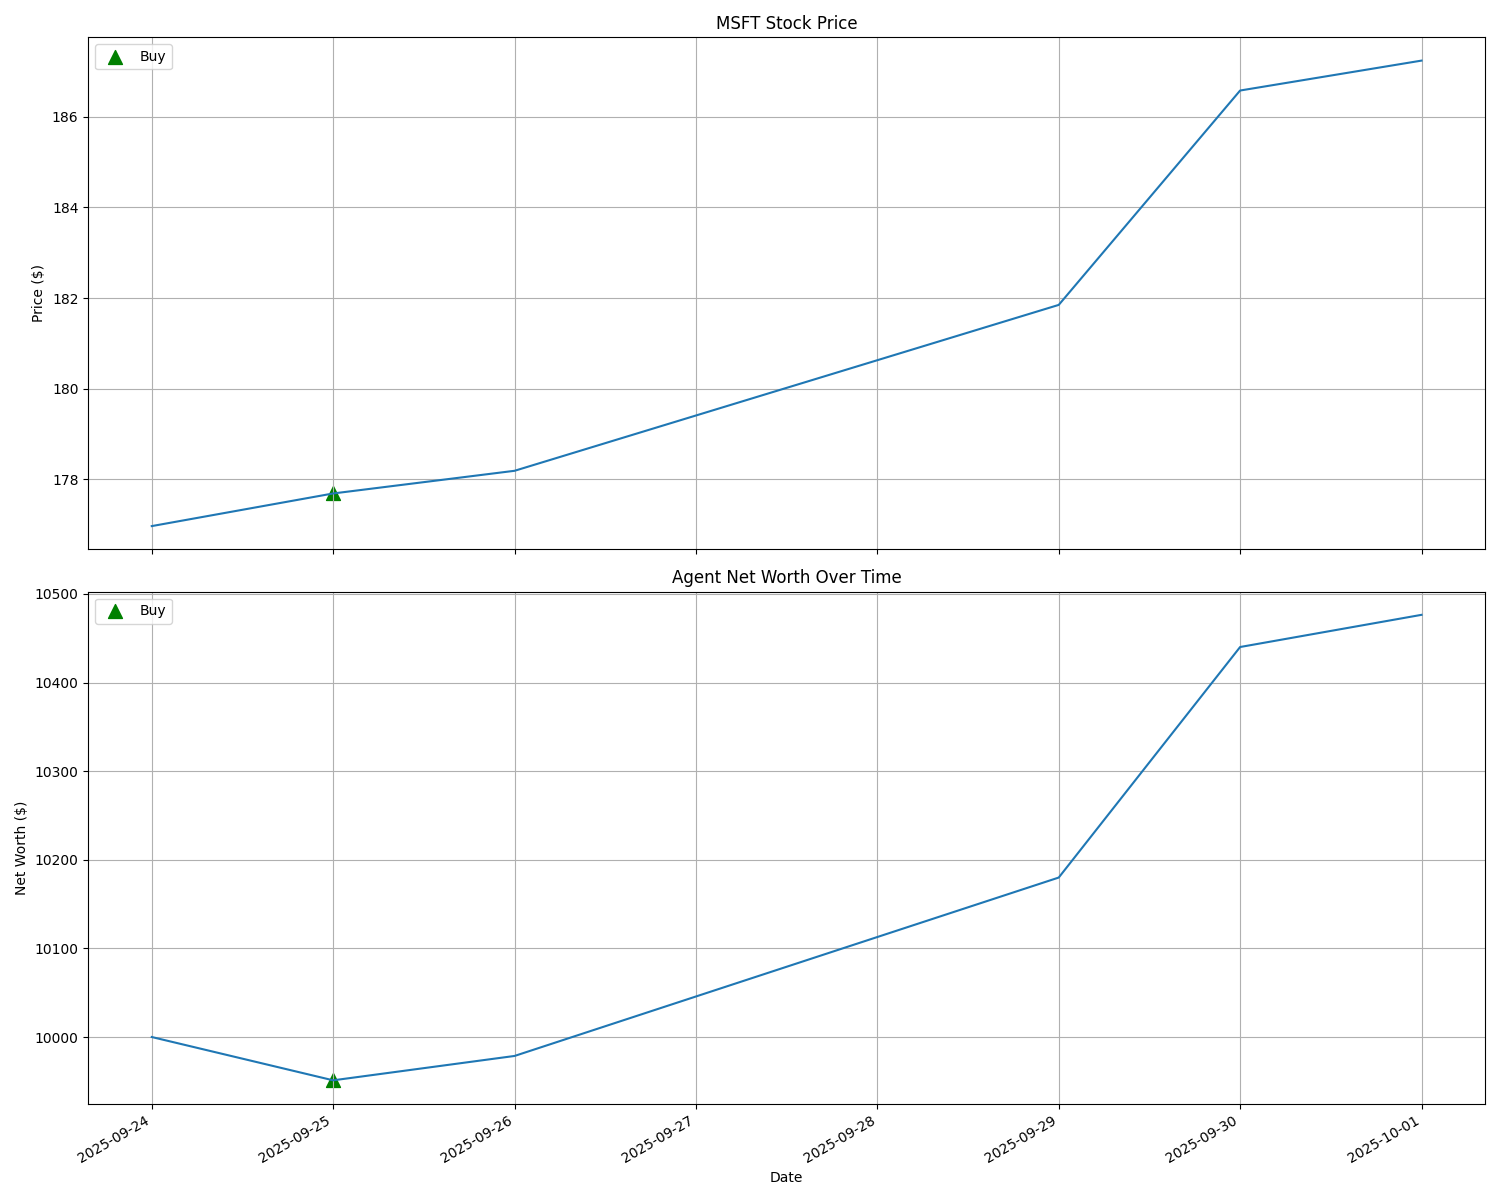 MSFT Stock Price
Buy
186
184
182
180
178
Price ($)
Agent Net Worth Over Time
Buy
10500
10400
10300
10200
10100
10000
Net Worth ($)
2025-09-24
2025-09-25
2025-09-26
2025-09-27
2025-09-28
2025-09-29
2025-09-30
2025-10-01
Date